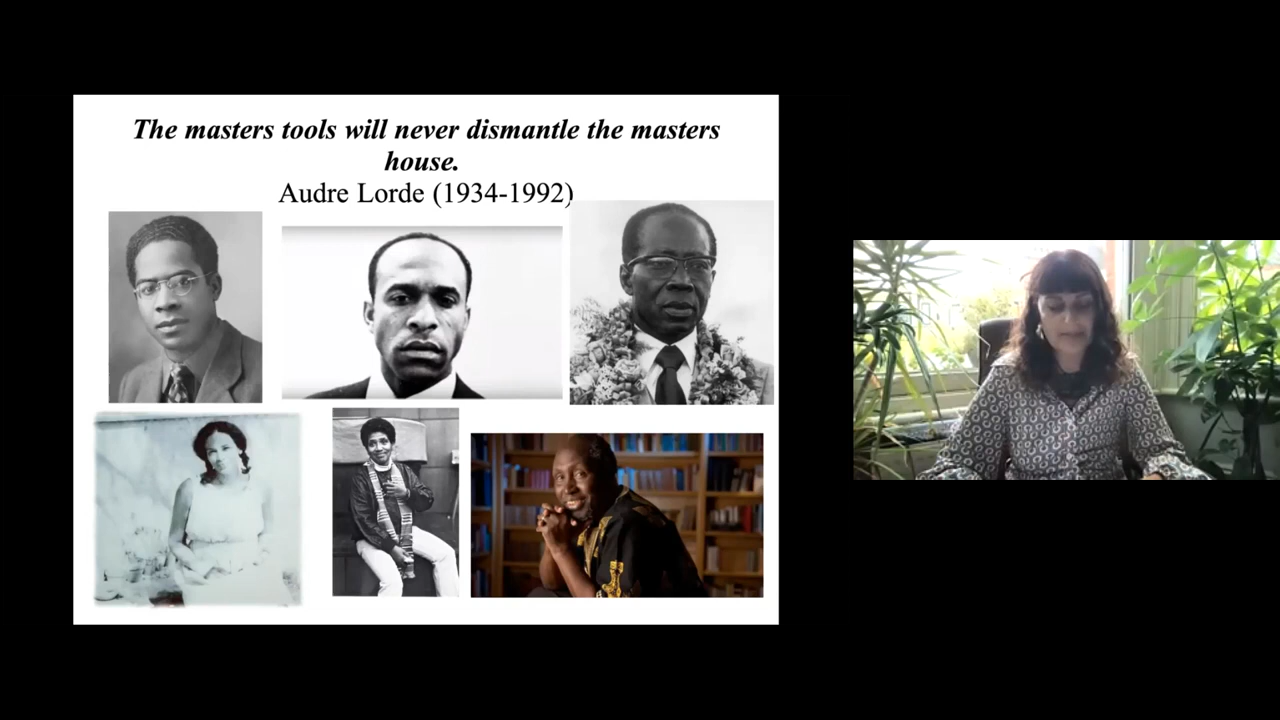 The masters tools will never dismantle the masters
house.
Audre Lorde (1934-1992)